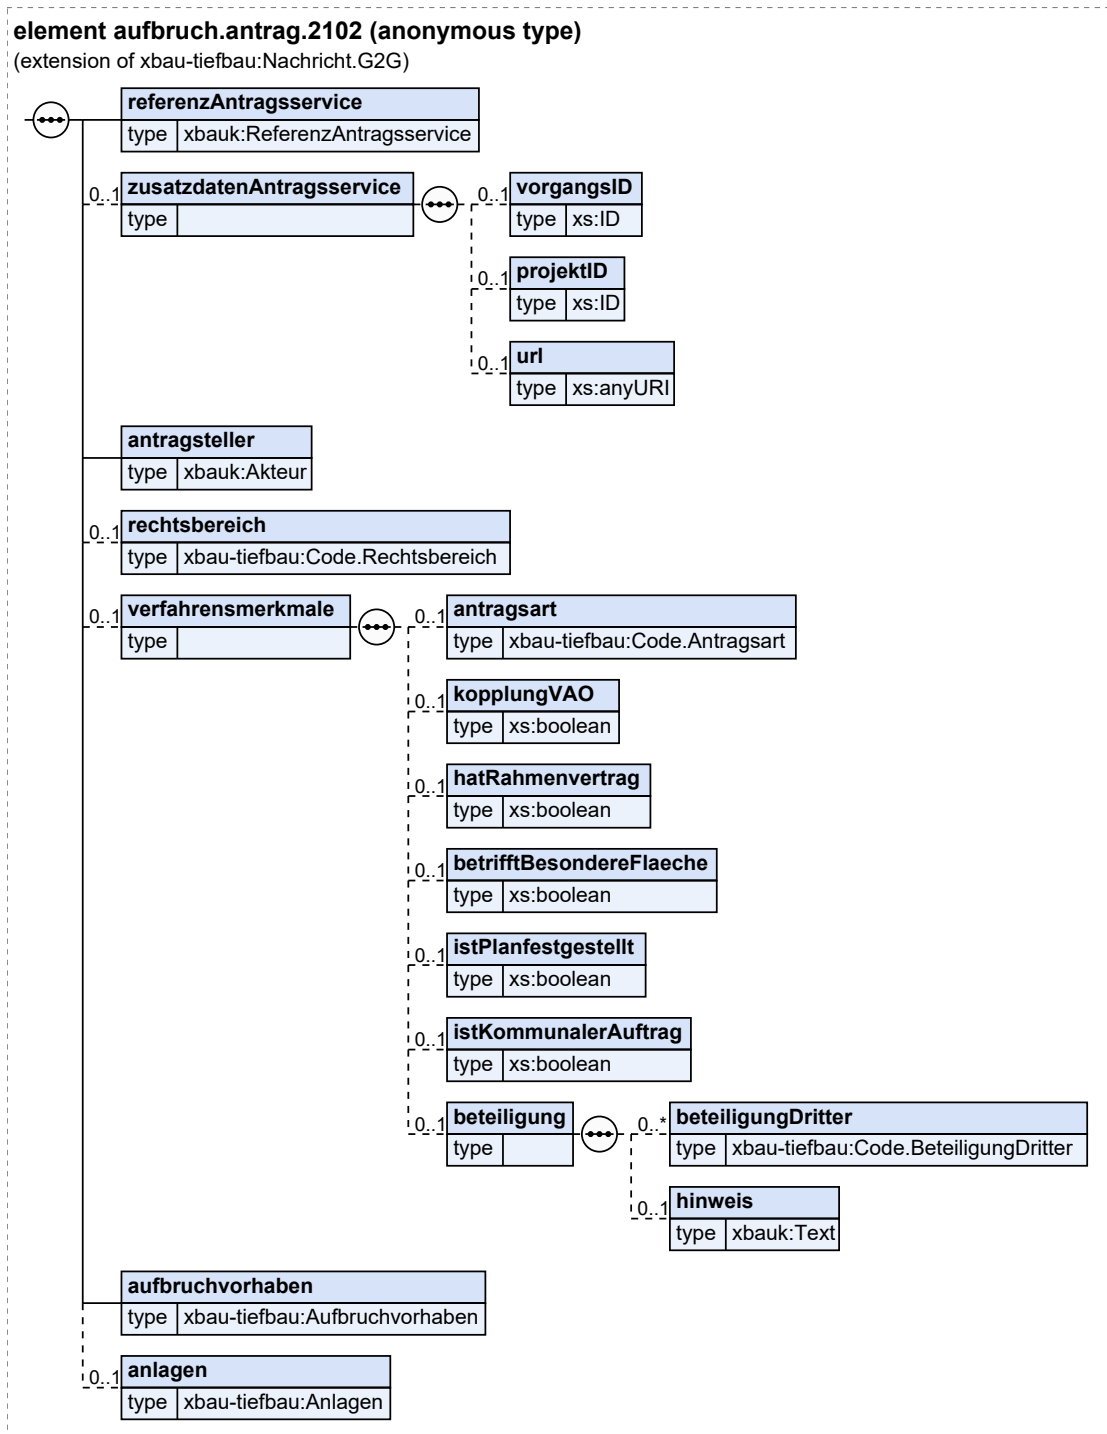 element aufbruch.antrag.2102 (anonymous type)
(extension of xbau-tiefbau:Nachricht.G2G)
referenzAntragsservice
type xbauk:ReferenzAntragsservice
0..1 zusatzdatenAntragsservice
type
0..1 vorgangsID
type xs:ID
0..1 projektID
type xs:ID
0..1 url
type xs:anyURI
antragsteller
type xbauk:Akteur
0..1 rechtsbereich
type xbau-tiefbau:Code.Rechtsbereich
0..1 verfahrensmerkmale
type
0..1 antragsart
type xbau-tiefbau:Code.Antragsart
0..1 kopplungVAO
type xs:boolean
0..1 hatRahmenvertrag
type xs:boolean
0..1 betrifftBesondereFlaeche
type xs:boolean
0..1 istPlanfestgestellt
type xs:boolean
0..1 istKommunalerAuftrag
type xs:boolean
0..1 beteiligung
type
0..* beteiligungDritter
type xbau-tiefbau:Code.BeteiligungDritter
0..1 hinweis
type xbauk:Text
aufbruchvorhaben
type xbau-tiefbau:Aufbruchvorhaben
0..1 anlagen
type xbau-tiefbau:Anlagen